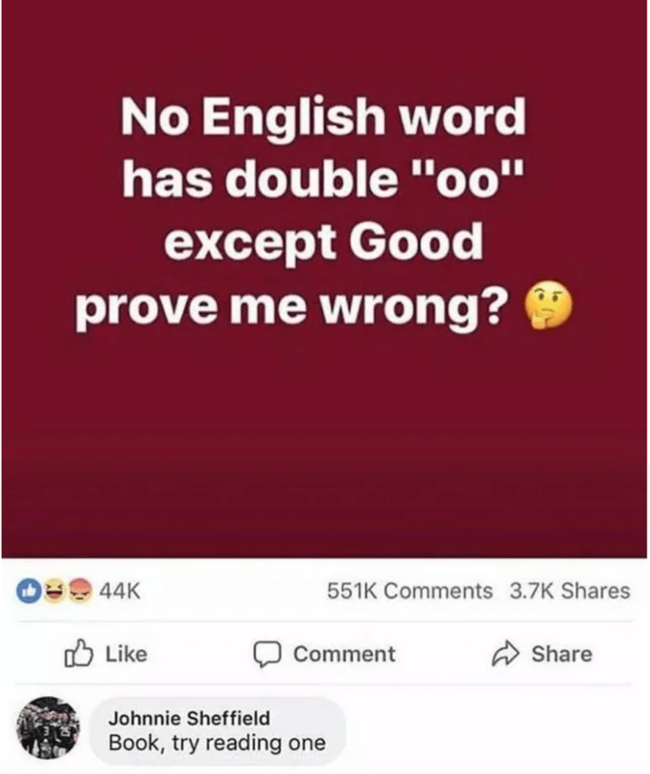 No English word
has double "oo"
except Good
prove me wrong? 🤔
44K 551K Comments 3.7K Shares
Like Comment Share
Johnnie Sheffield
Book, try reading one